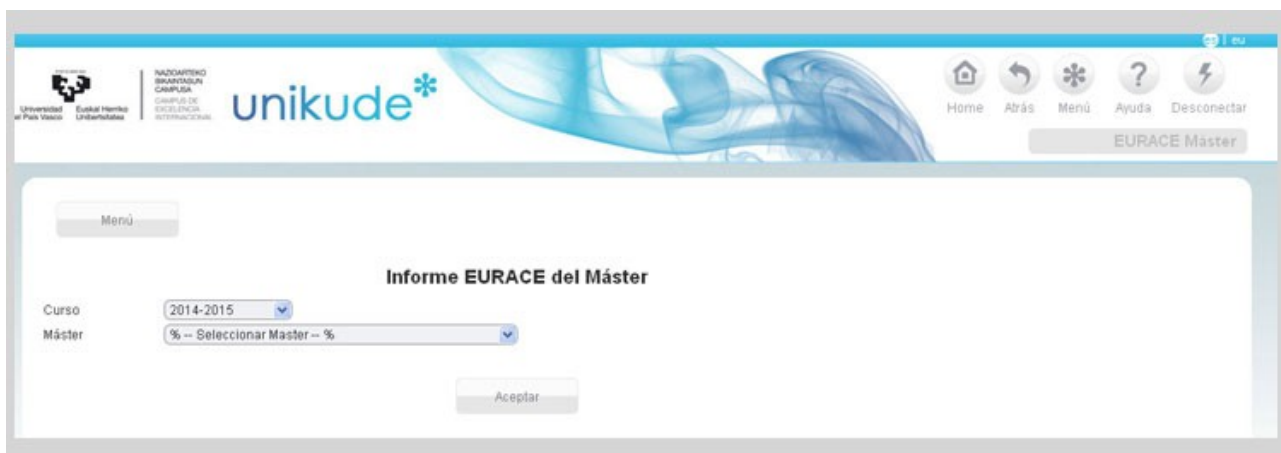 es | eu
Universidad
del País Vasco
Euskal Herriko
Unibertsitatea
NAZIOARTEKO
BIKAINTASUN
CAMPUSA
CAMPUS DE
EXCELENCIA
INTERNACIONAL
unikude*
Home Atrás Menú Ayuda Desconectar
EURACE Máster
Menú
Informe EURACE del Máster
Curso 2014-2015
Máster % -- Seleccionar Master -- %
Aceptar